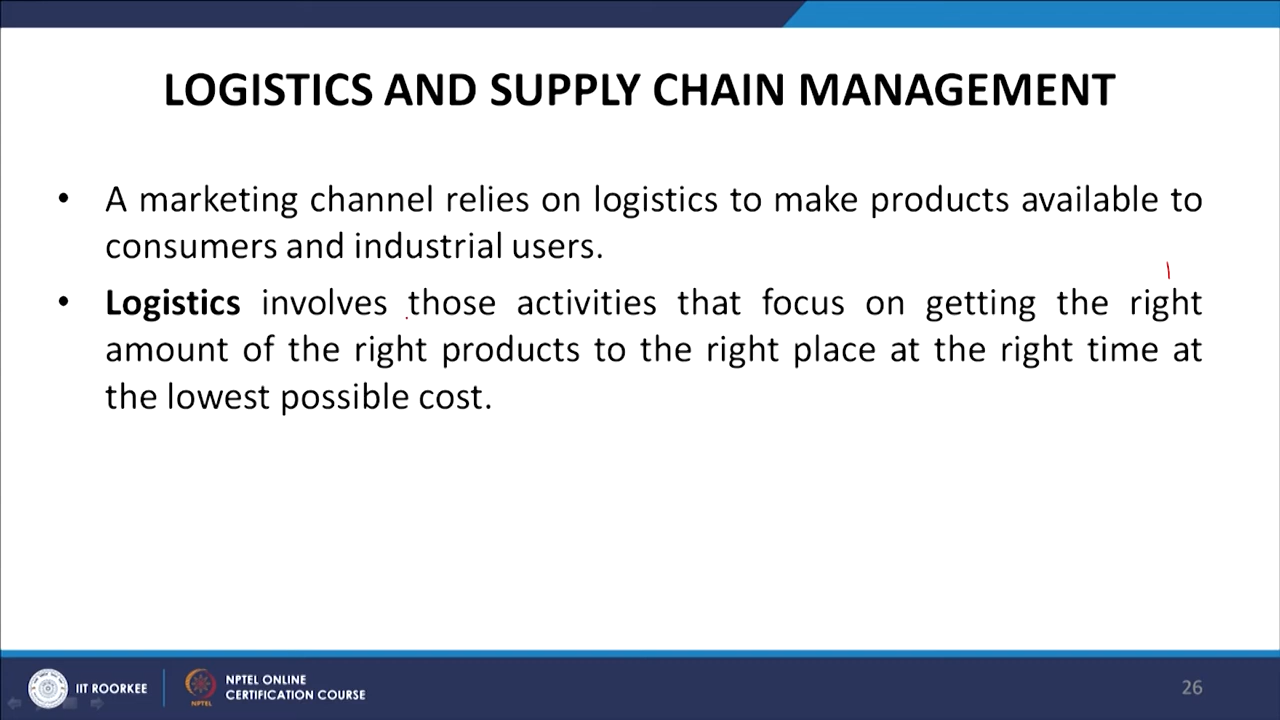 LOGISTICS AND SUPPLY CHAIN MANAGEMENT
• A marketing channel relies on logistics to make products available to
consumers and industrial users.
• Logistics involves those activities that focus on getting the right
amount of the right products to the right place at the right time at
the lowest possible cost.
IIT ROORKEE
NPTEL
NPTEL ONLINE
CERTIFICATION COURSE
26